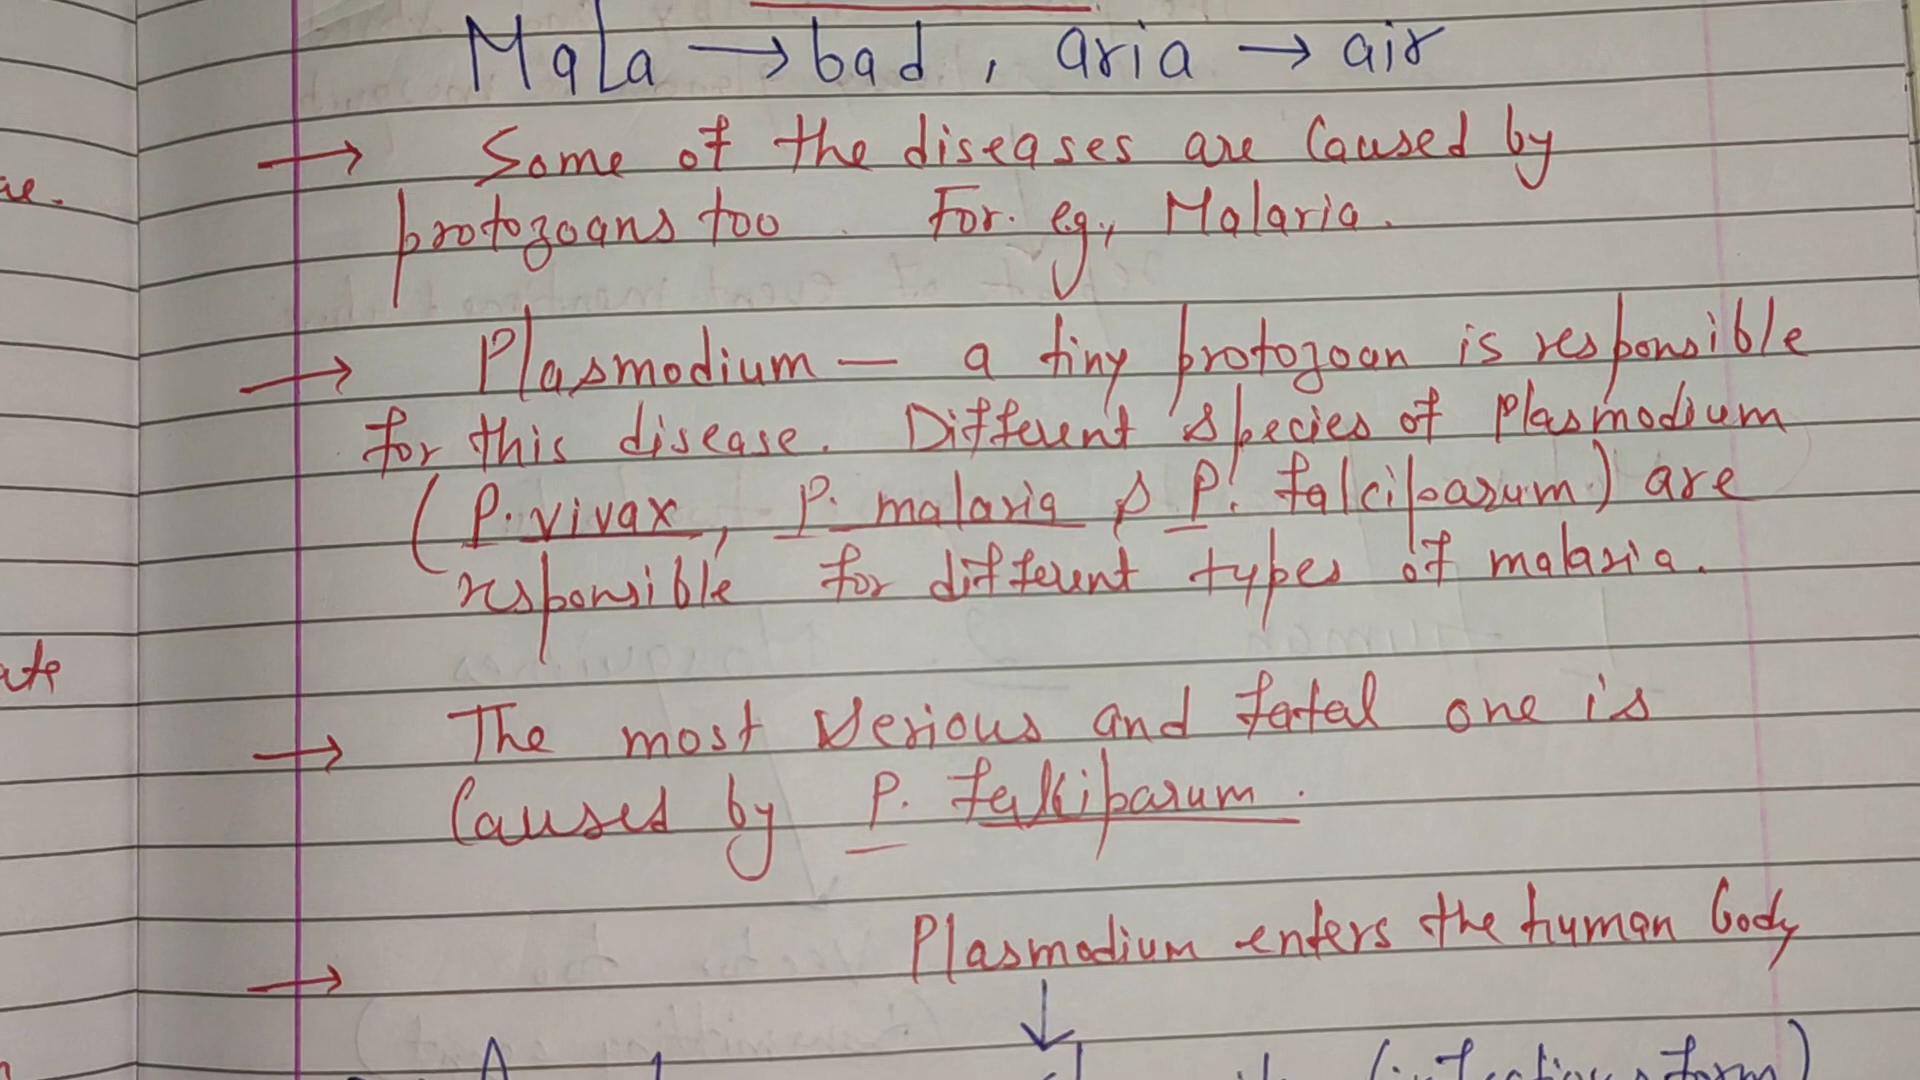 Mala → bad, aria → air
→ Some of the diseases are Caused by
protozoans too. For. eg., Malaria.
→ Plasmodium — a tiny protozoan is responsible
for this disease. Different species of Plasmodium
(P. vivax, P. malaria & P. falciparum) are
responsible for different types of malaria.
→ The most serious and fatal one is
Caused by P. falciparum.
→ Plasmodium enters the human body
↓
(infectious form)